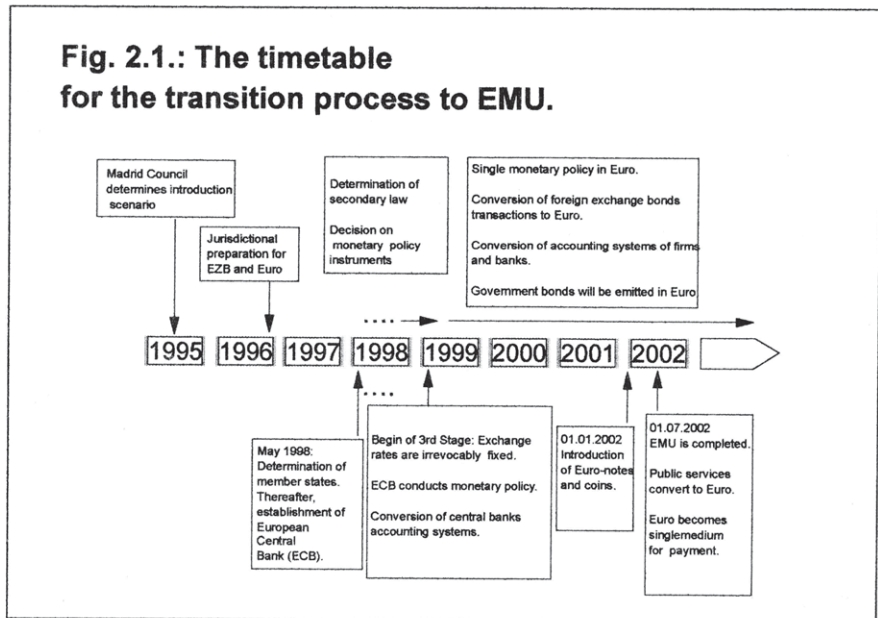 Fig. 2.1.: The timetable
for the transition process to EMU.
Madrid Council
determines introduction
scenario
Jurisdictional
preparation for
EZB and Euro
Determination of
secondary law
Decision on
monetary policy
instruments
Single monetary policy in Euro.
Conversion of foreign exchange bonds
transactions to Euro.
Conversion of accounting systems of firms
and banks.
Government bonds will be emitted in Euro
1995 1996 1997 1998 1999 2000 2001 2002
May 1998:
Determination of
member states.
Thereafter,
establishment of
European
Central
Bank (ECB).
Begin of 3rd Stage: Exchange
rates are irrevocably fixed.
ECB conducts monetary policy.
Conversion of central banks
accounting systems.
01.01.2002
Introduction
of Euro-notes
and coins.
01.07.2002
EMU is completed.
Public services
convert to Euro.
Euro becomes
singlemedium
for payment.